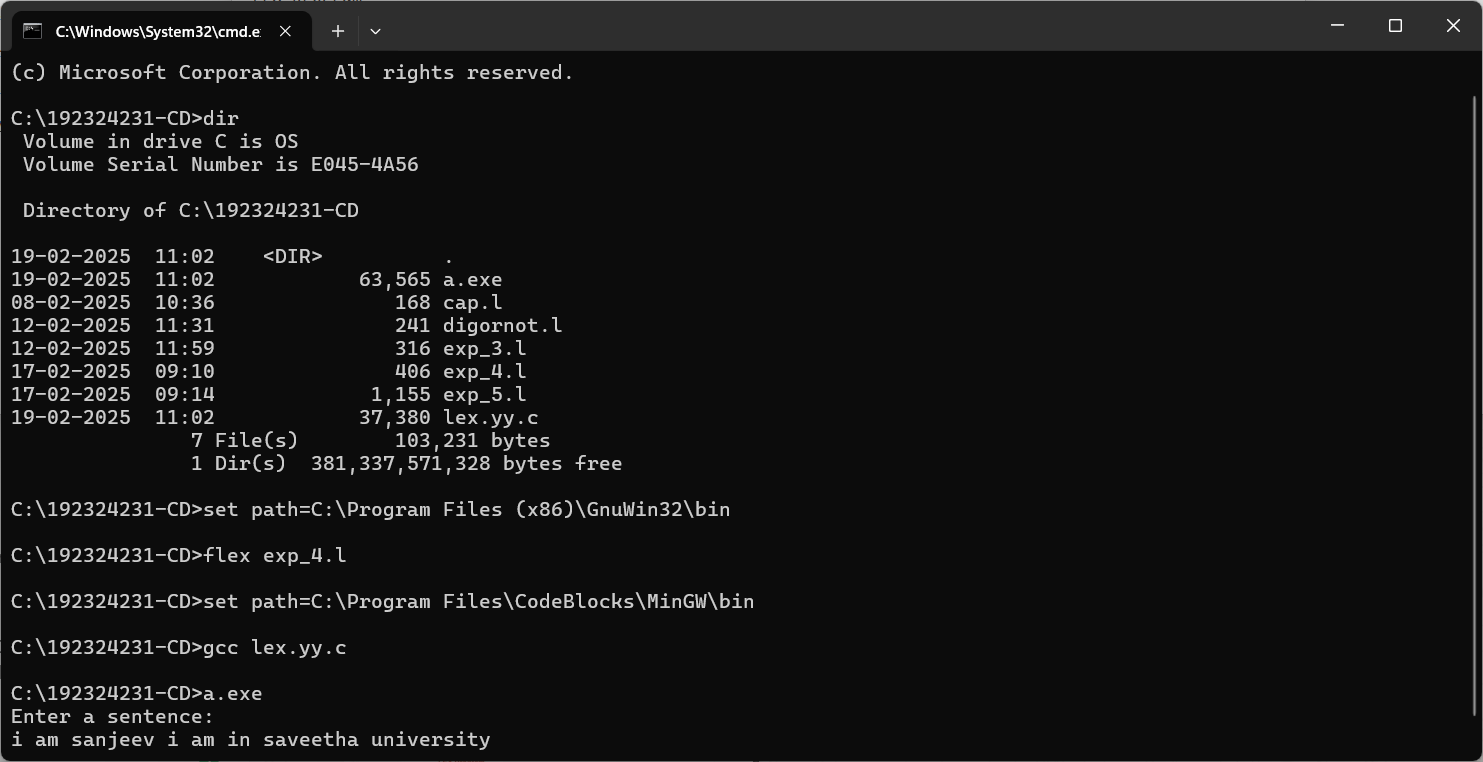 C:\Windows\System32\cmd.e
(c) Microsoft Corporation. All rights reserved.
C:\192324231-CD>dir
 Volume in drive C is OS
 Volume Serial Number is E045-4A56
 Directory of C:\192324231-CD
19-02-2025  11:02    <DIR>          .
19-02-2025  11:02            63,565 a.exe
08-02-2025  10:36               168 cap.l
12-02-2025  11:31               241 digornot.l
12-02-2025  11:59               316 exp_3.l
17-02-2025  09:10               406 exp_4.l
17-02-2025  09:14             1,155 exp_5.l
19-02-2025  11:02            37,380 lex.yy.c
               7 File(s)        103,231 bytes
               1 Dir(s)  381,337,571,328 bytes free
C:\192324231-CD>set path=C:\Program Files (x86)\GnuWin32\bin
C:\192324231-CD>flex exp_4.l
C:\192324231-CD>set path=C:\Program Files\CodeBlocks\MinGW\bin
C:\192324231-CD>gcc lex.yy.c
C:\192324231-CD>a.exe
Enter a sentence:
i am sanjeev i am in saveetha university